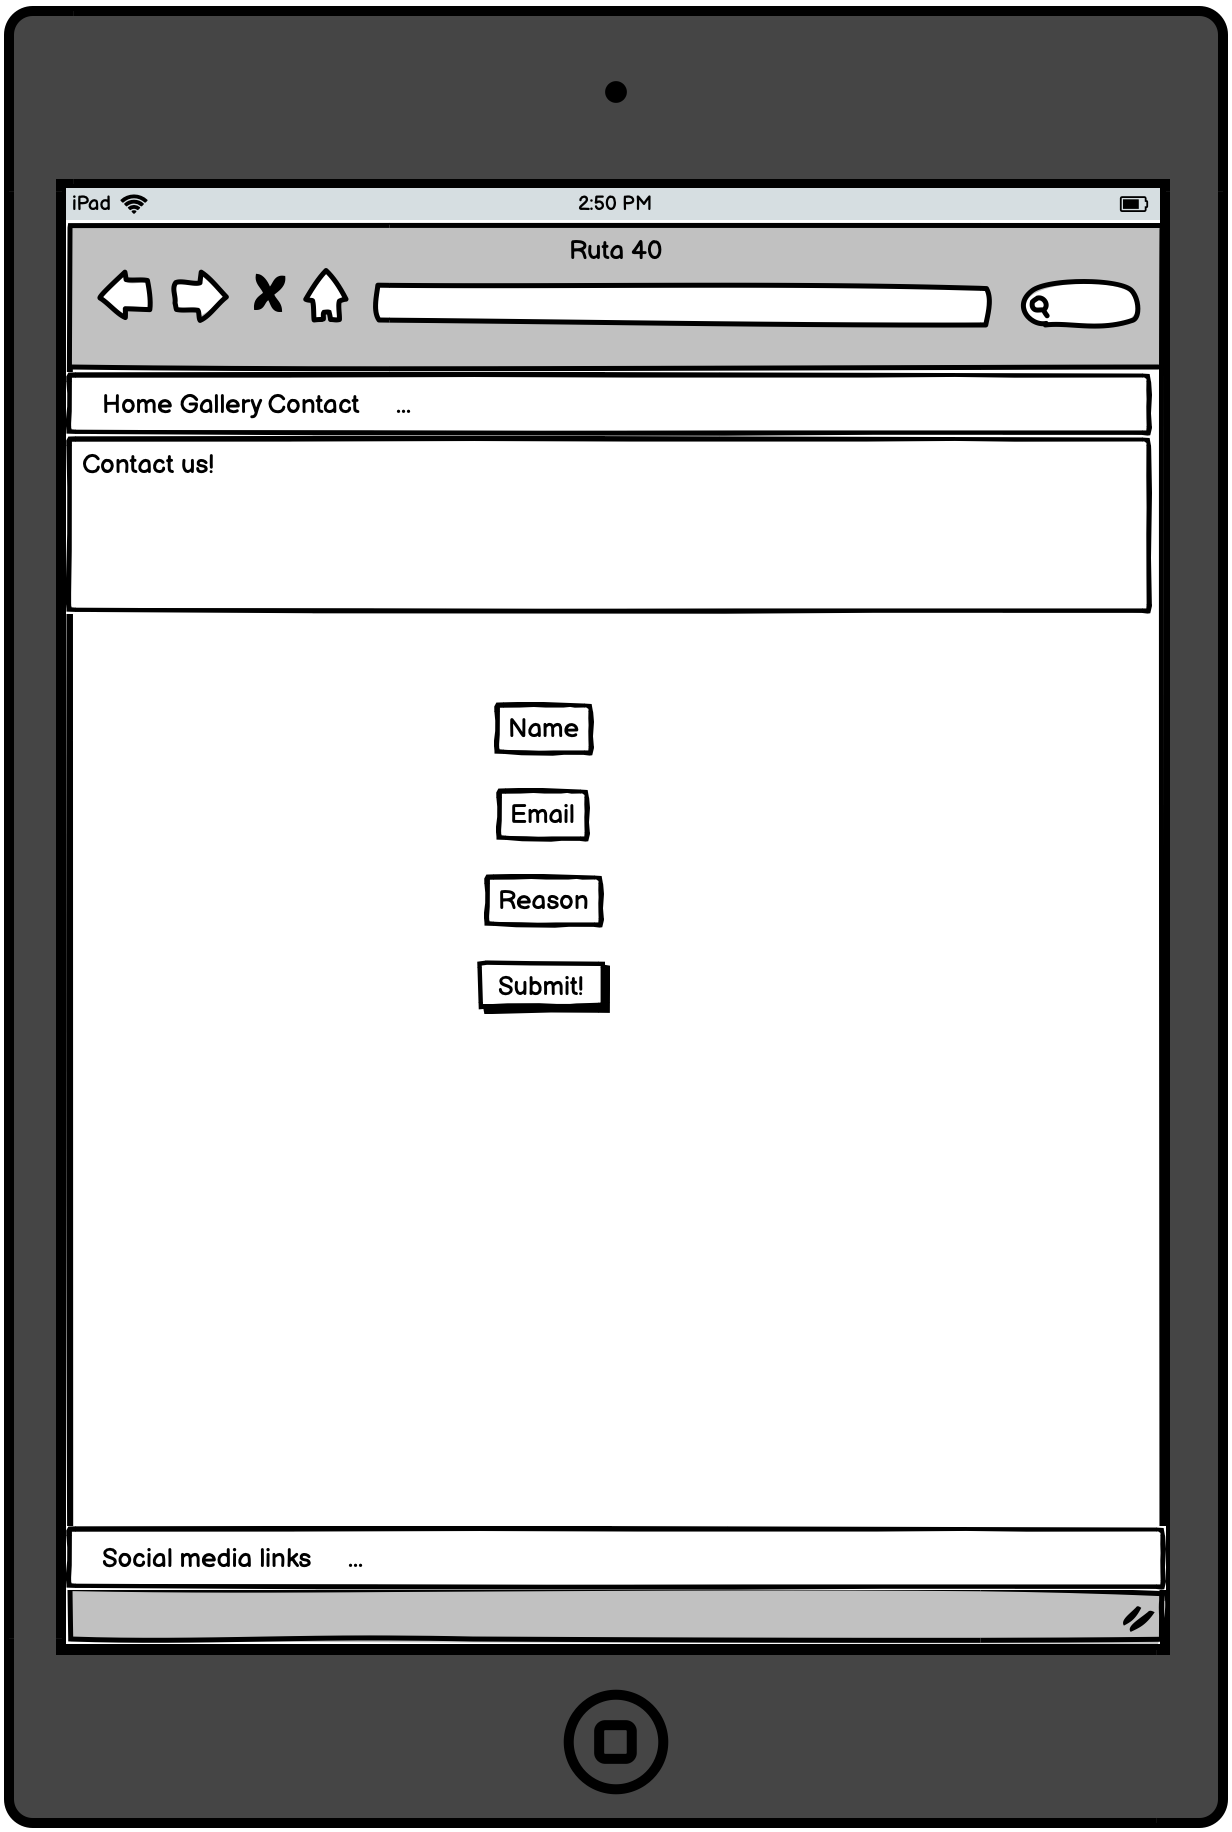 iPad 2:50 PM
Ruta 40
Home Gallery Contact ...
Contact us!
Name
Email
Reason
Submit!
Social media links ...